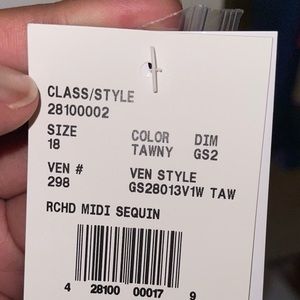 CLASS/STYLE
28100002
SIZE COLOR DIM
18 TAWNY GS2
VEN # VEN STYLE
298 GS28013V1W TAW
RCHD MIDI SEQUIN
4 28100 00017 9